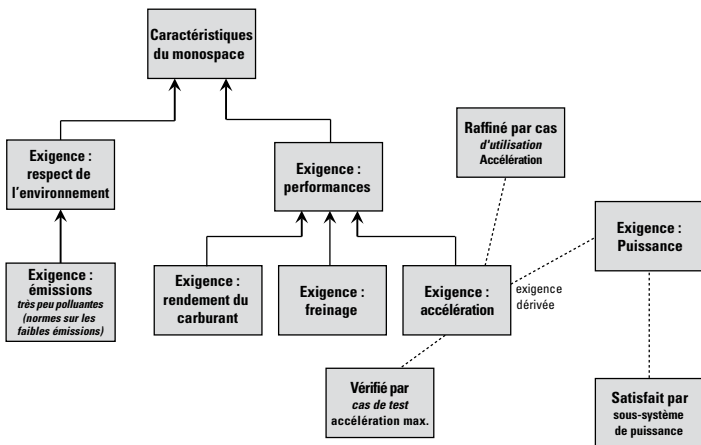 Caractéristiques
du monospace
Raffiné par cas
d'utilisation
Accélération
Exigence :
respect de
l'environnement
Exigence :
performances
Exigence :
Puissance
Exigence :
émissions
très peu polluantes
(normes sur les
faibles émissions)
Exigence :
rendement du
carburant
Exigence :
freinage
Exigence :
accélération
exigence
dérivée
Vérifié par
cas de test
accélération max.
Satisfait par
sous-système
de puissance